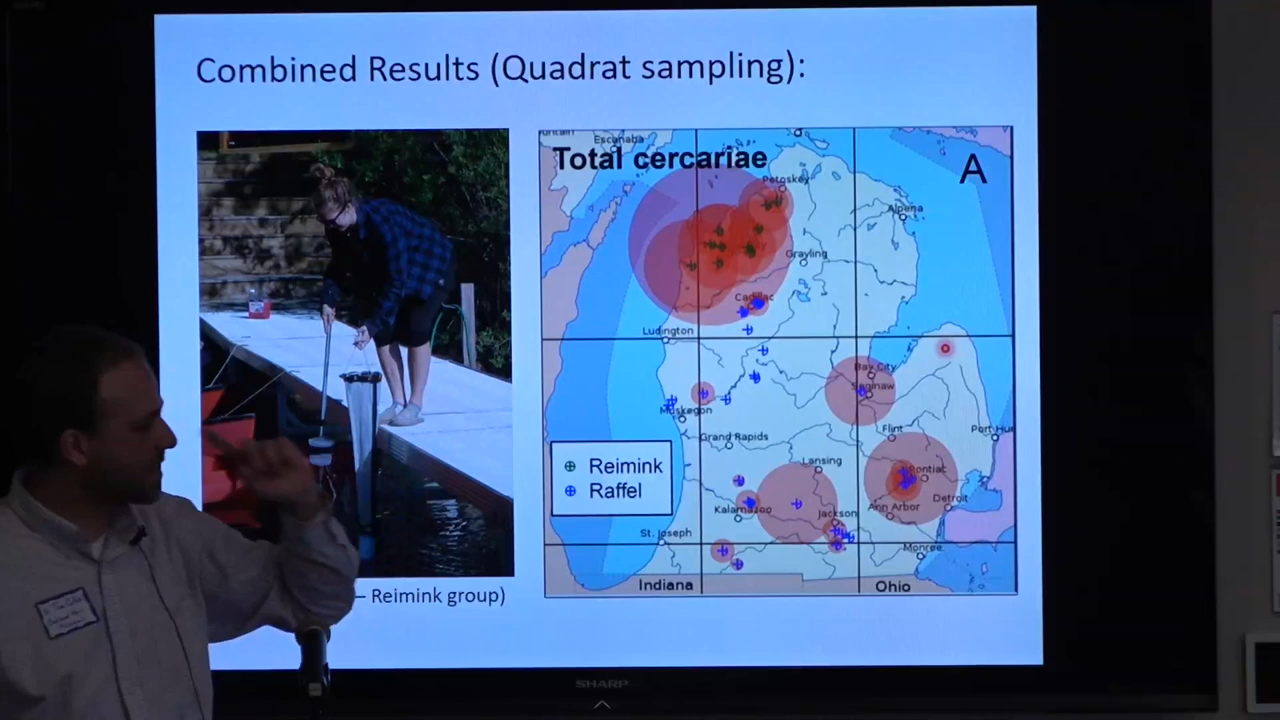 Combined Results (Quadrat sampling):
Escanaba
Total cercariae
A
Petoskey
Alpena
Grayling
Cadillac
Ludington
Bay City
Saginaw
Muskegon
Grand Rapids
Flint
Port Hur
Reimink
Raffel
Lansing
Pontiac
Kalamazoo
Jackson
Ann Arbor
Detroit
St. Joseph
Monroe
Indiana
Ohio
– Reimink group)
SHARP